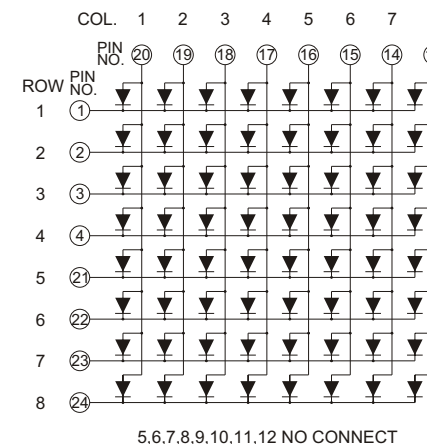 COL. 1 2 3 4 5 6 7
PIN NO. 20 19 18 17 16 15 14
ROW PIN NO.
1 1
2 2
3 3
4 4
5 21
6 22
7 23
8 24
5,6,7,8,9,10,11,12 NO CONNECT